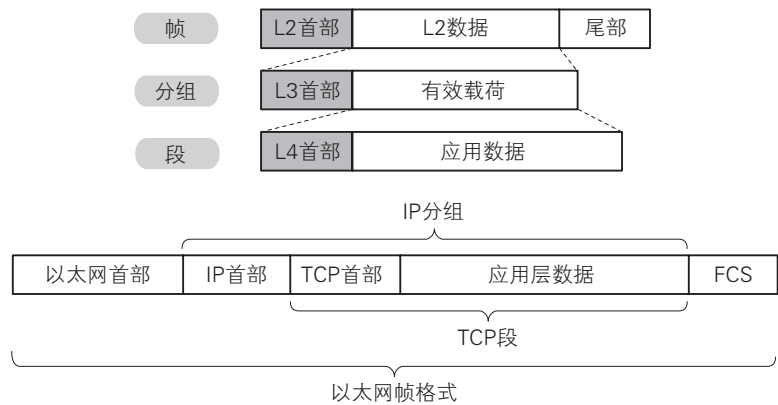 帧 L2首部 L2数据 尾部
分组 L3首部 有效载荷
段 L4首部 应用数据
IP分组
以太网首部 IP首部 TCP首部 应用层数据 FCS
TCP段
以太网帧格式